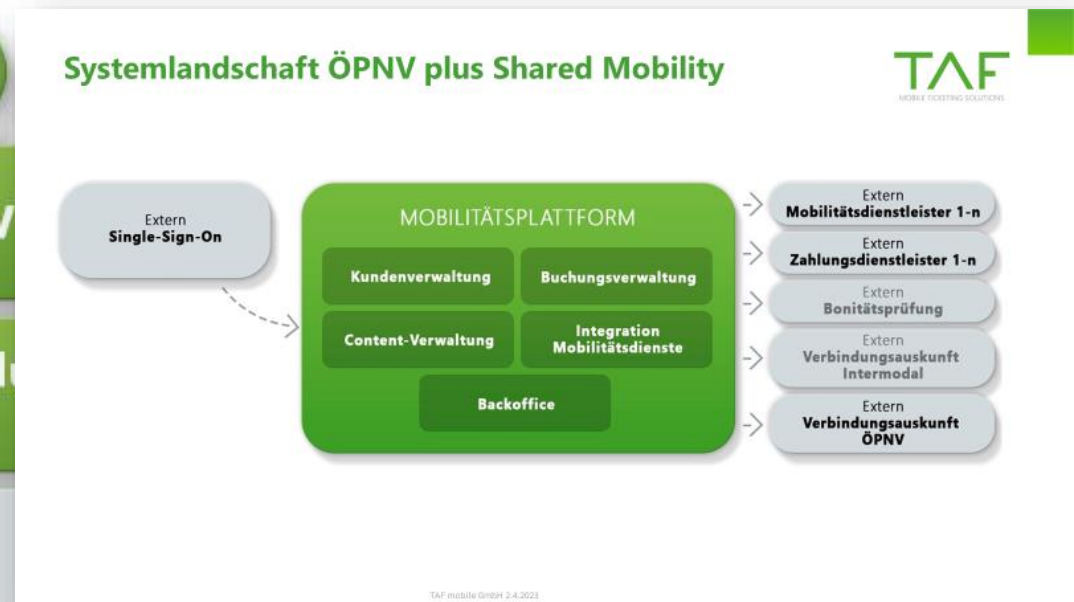 Systemlandschaft ÖPNV plus Shared Mobility
TAF
MOBILE TICKETING SOLUTIONS
Extern
Single-Sign-On
MOBILITÄTSPLATTFORM
Kundenverwaltung
Buchungsverwaltung
Content-Verwaltung
Integration
Mobilitätsdienste
Backoffice
Extern
Mobilitätsdienstleister 1-n
Extern
Zahlungsdienstleister 1-n
Extern
Bonitätsprüfung
Extern
Verbindungsauskunft
Intermodal
Extern
Verbindungsauskunft
ÖPNV
TAF mobile GmbH 2.4.2023